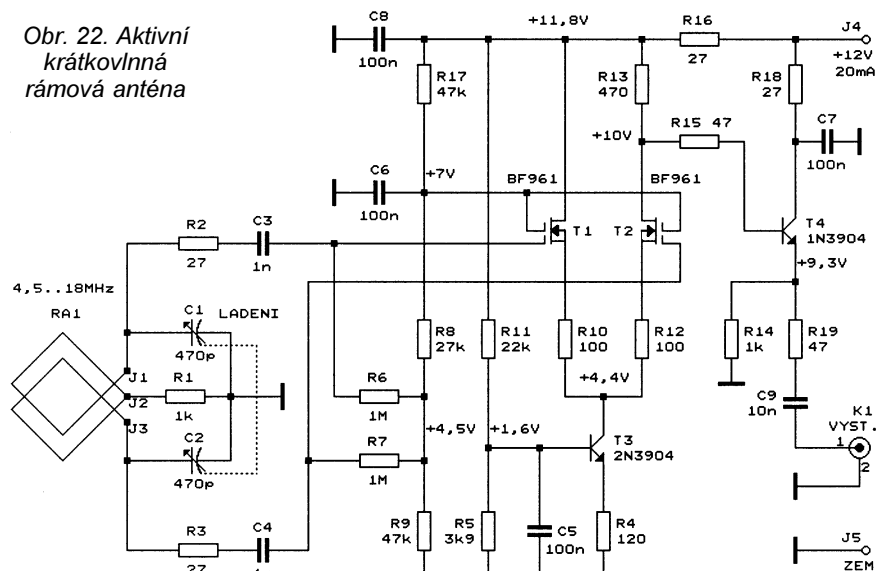 Obr. 22. Aktivní
krátkovlnná
rámová anténa
C8
100n
+11,8V
R16
27
J4
+12V
20mA
R17
47k
R13
470
R18
27
R15 47
C7
100n
+10V
+7V
C6
100n
BF961
BF961
T1
T2
T4
1N3904
+9,3V
R2
27
C3
1n
4,5..18MHz
RA1
C1
470p
LADENI
J1
J2
J3
R1
1k
C2
470p
R8
27k
R11
22k
R10
100
R12
100
R14
1k
R19
47
+4,4V
R6
1M
R7
1M
+4,5V
+1,6V
T3
2N3904
C9
10n
K1
VYST.
1
2
R9
47k
R5
3k9
C5
100n
R4
120
J5
ZEM
R3
27
C4